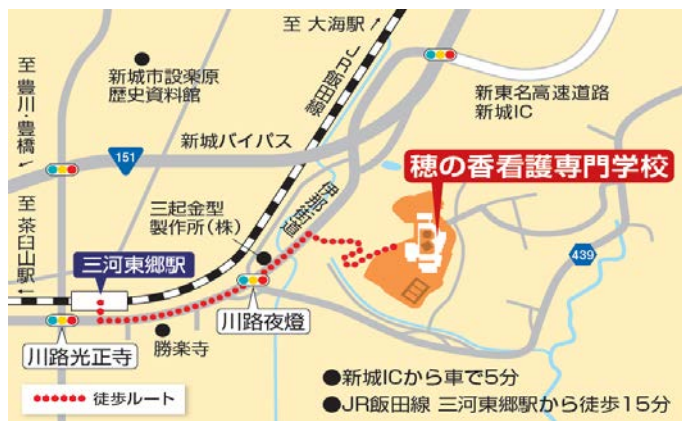 至 大海駅
JR飯田線
至 豊川・豊橋
新城市設楽原
歴史資料館
新東名高速道路
新城IC
151
新城バイパス
穂の香看護専門学校
至 茶臼山駅
三起金型
製作所(株)
伊那街道
三河東郷駅
439
川路夜燈
川路光正寺
勝楽寺
徒歩ルート
●新城ICから車で5分
●JR飯田線 三河東郷駅から徒歩15分